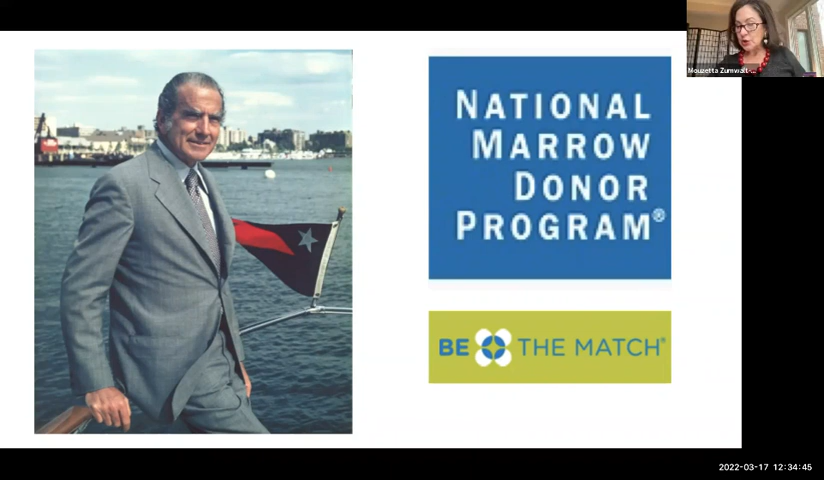 NATIONAL
MARROW
DONOR
PROGRAM®
BE THE MATCH®
Mouzetta Zumwalt-...
2022-03-17 12:34:45